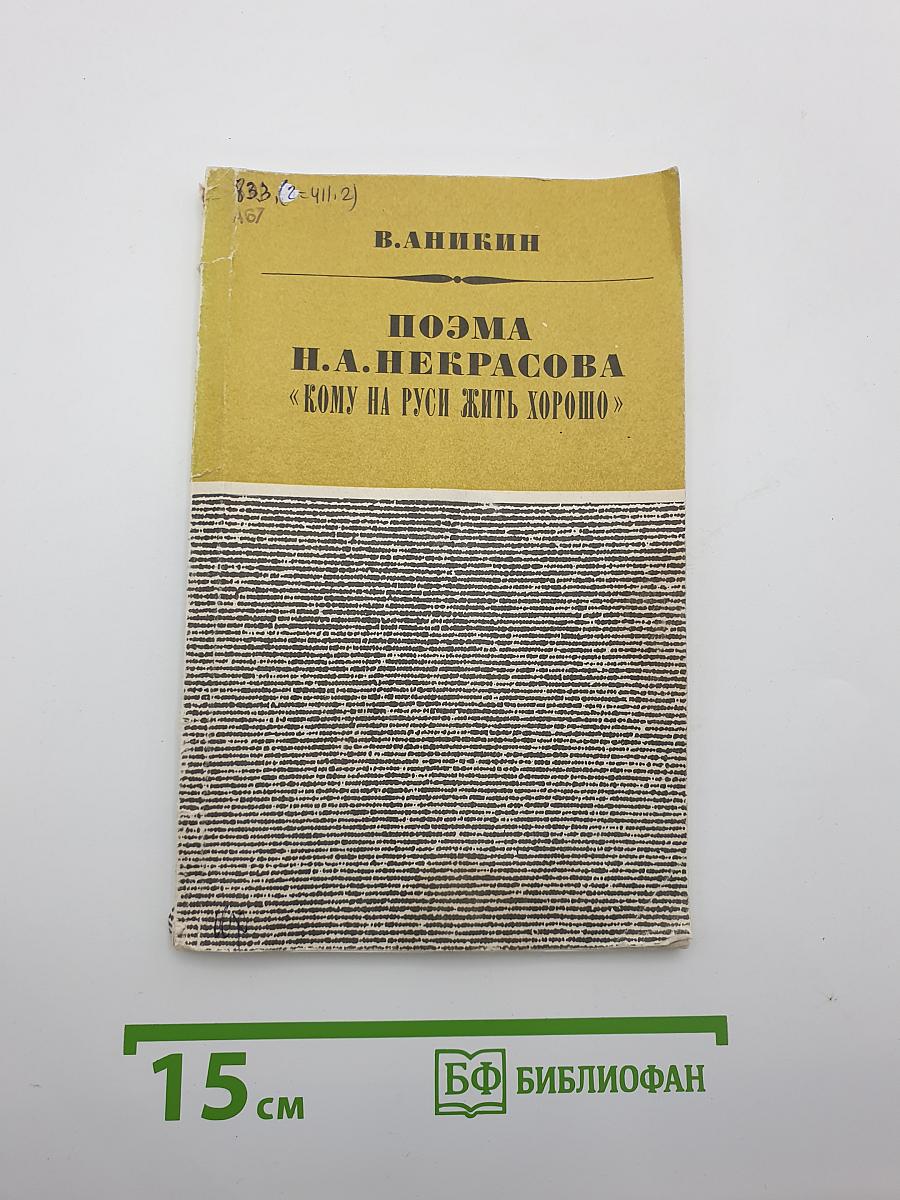 833.(2=411.2)
А67
В.АНИКИН
ПОЭМА
Н.А.НЕКРАСОВА
«КОМУ НА РУСИ ЖИТЬ ХОРОШО»
15 см
БФ БИБЛИОФАН